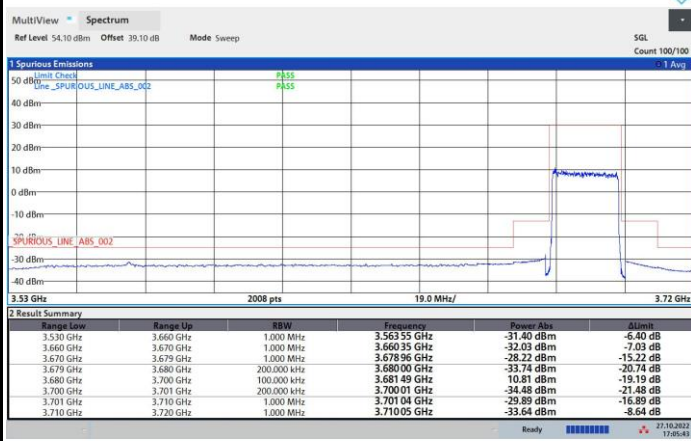 MultiView Spectrum
Ref Level 54.10 dBm Offset 39.10 dB Mode Sweep SGL
Count 100/100
1 Spurious Emissions 1 Avg
Limit Check PASS
50 dBm
Line _SPURIOUS_LINE_ABS_002 PASS
40 dBm
30 dBm
20 dBm
10 dBm
0 dBm
-10 dBm
-20 dBm
SPURIOUS_LINE_ABS_002
-30 dBm
-40 dBm
3.53 GHz 2008 pts 19.0 MHz/ 3.72 GHz
2 Result Summary
Range Low Range Up RBW Frequency Power Abs ΔLimit
3.530 GHz 3.660 GHz 1.000 MHz 3.563 55 GHz -31.40 dBm -6.40 dB
3.660 GHz 3.670 GHz 1.000 MHz 3.660 35 GHz -32.03 dBm -7.03 dB
3.670 GHz 3.679 GHz 1.000 MHz 3.678 96 GHz -28.22 dBm -15.22 dB
3.679 GHz 3.680 GHz 200.000 kHz 3.680 00 GHz -33.74 dBm -20.74 dB
3.680 GHz 3.700 GHz 100.000 kHz 3.681 49 GHz 10.81 dBm -19.19 dB
3.700 GHz 3.701 GHz 200.000 kHz 3.700 01 GHz -34.48 dBm -21.48 dB
3.701 GHz 3.710 GHz 1.000 MHz 3.701 04 GHz -29.89 dBm -16.89 dB
3.710 GHz 3.720 GHz 1.000 MHz 3.710 05 GHz -33.64 dBm -8.64 dB
Ready 27.10.2022
17:05:43